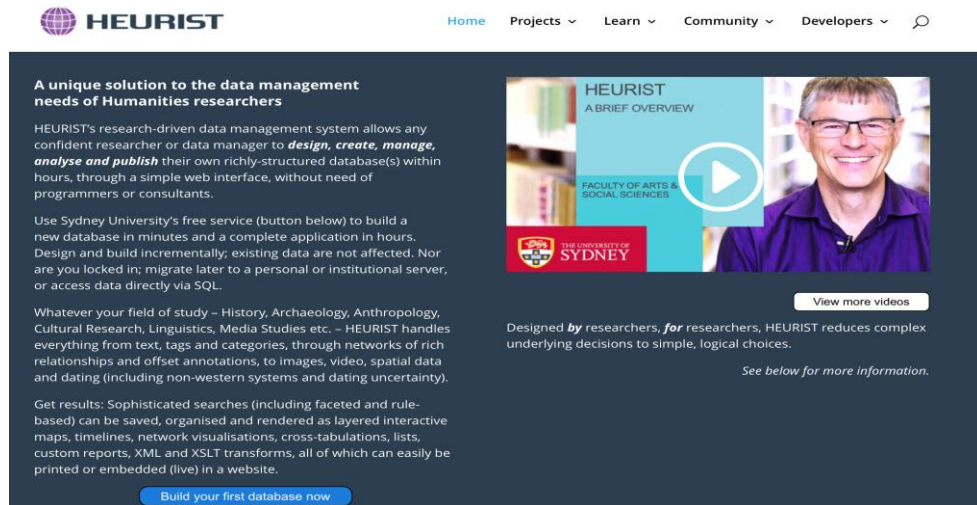 HEURIST
Home Projects Learn Community Developers
A unique solution to the data management
needs of Humanities researchers
HEURIST's research-driven data management system allows any
confident researcher or data manager to design, create, manage,
analyse and publish their own richly-structured database(s) within
hours, through a simple web interface, without need of
programmers or consultants.
Use Sydney University's free service (button below) to build a
new database in minutes and a complete application in hours.
Design and build incrementally; existing data are not affected. Nor
are you locked in; migrate later to a personal or institutional server,
or access data directly via SQL.
Whatever your field of study – History, Archaeology, Anthropology,
Cultural Research, Linguistics, Media Studies etc. – HEURIST handles
everything from text, tags and categories, through networks of rich
relationships and offset annotations, to images, video, spatial data
and dating (including non-western systems and dating uncertainty).
Get results: Sophisticated searches (including faceted and rule-
based) can be saved, organised and rendered as layered interactive
maps, timelines, network visualisations, cross-tabulations, lists,
custom reports, XML and XSLT transforms, all of which can easily be
printed or embedded (live) in a website.
Build your first database now
HEURIST
A BRIEF OVERVIEW
FACULTY OF ARTS &
SOCIAL SCIENCES
THE UNIVERSITY OF
SYDNEY
View more videos
Designed by researchers, for researchers, HEURIST reduces complex
underlying decisions to simple, logical choices.
See below for more information.